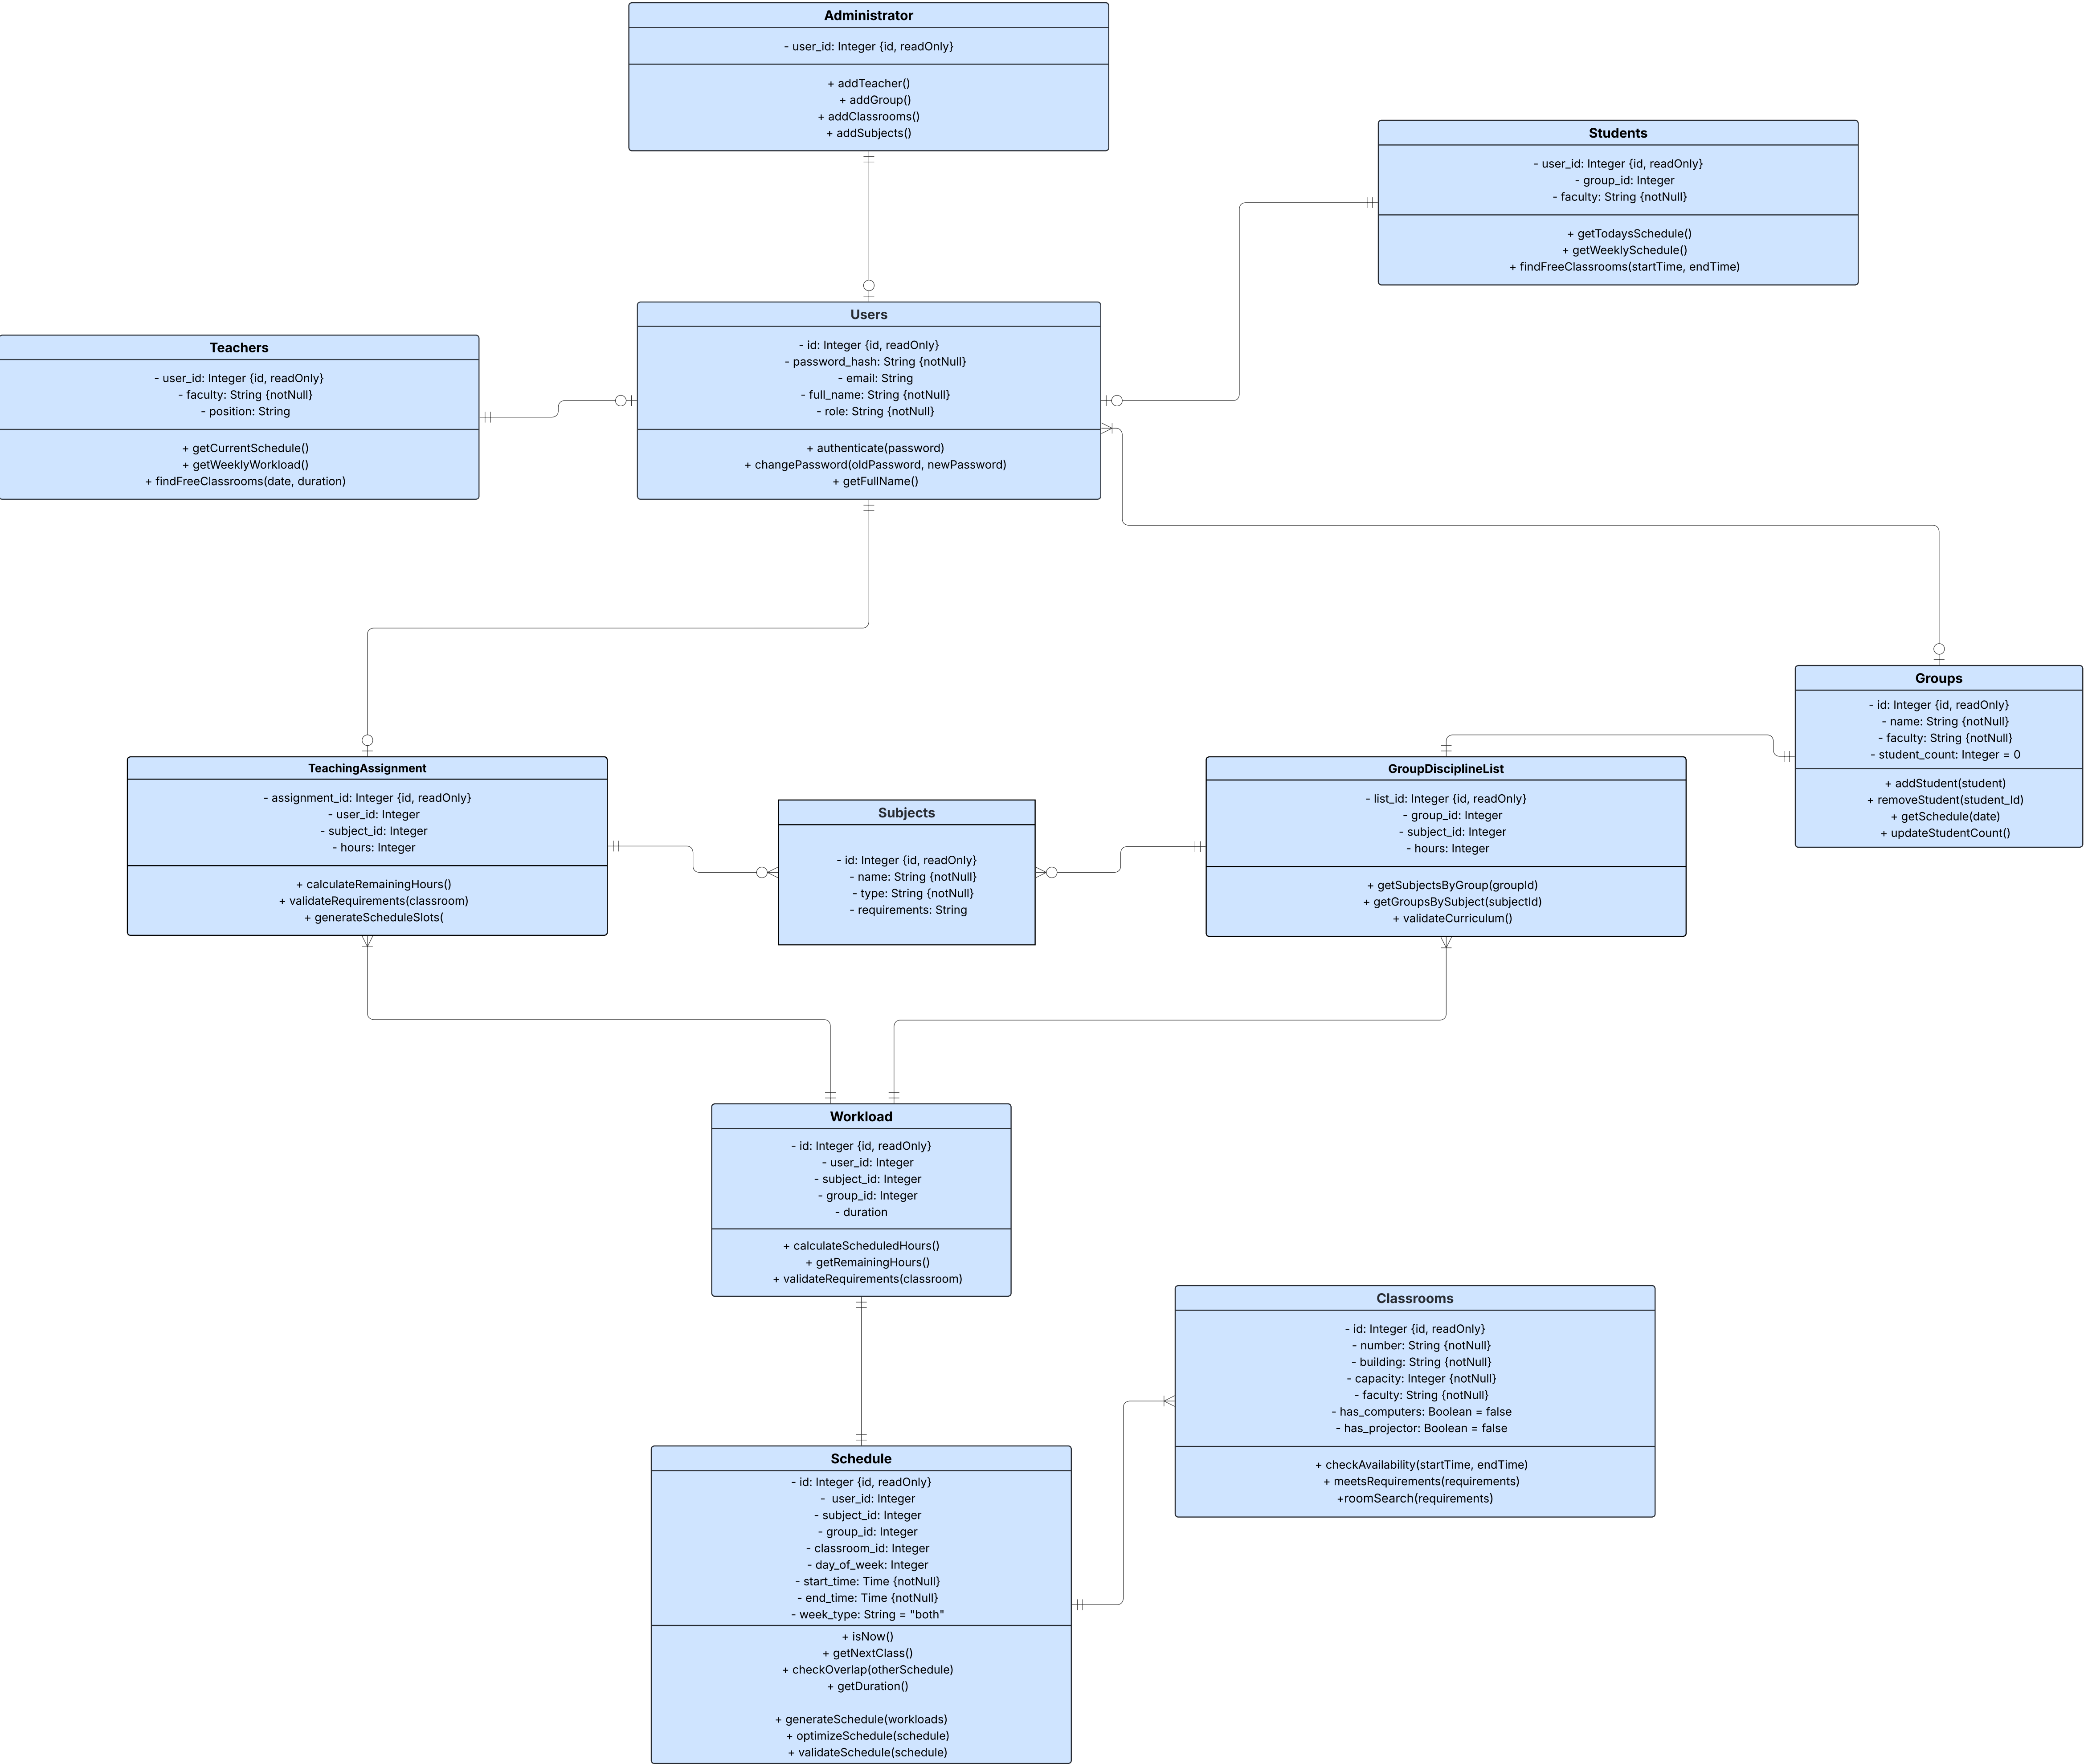 Administrator
- user_id: Integer {id, readOnly}
+ addTeacher()
+ addGroup()
+ addClassrooms()
+ addSubjects()
Students
- user_id: Integer {id, readOnly}
- group_id: Integer
- faculty: String {notNull}
+ getTodaysSchedule()
+ getWeeklySchedule()
+ findFreeClassrooms(startTime, endTime)
Users
- id: Integer {id, readOnly}
- password_hash: String {notNull}
- email: String
- full_name: String {notNull}
- role: String {notNull}
+ authenticate(password)
+ changePassword(oldPassword, newPassword)
+ getFullName()
Teachers
- user_id: Integer {id, readOnly}
- faculty: String {notNull}
- position: String
+ getCurrentSchedule()
+ getWeeklyWorkload()
+ findFreeClassrooms(date, duration)
Groups
- id: Integer {id, readOnly}
- name: String {notNull}
- faculty: String {notNull}
- student_count: Integer = 0
+ addStudent(student)
+ removeStudent(student_Id)
+ getSchedule(date)
+ updateStudentCount()
TeachingAssignment
- assignment_id: Integer {id, readOnly}
- user_id: Integer
- subject_id: Integer
- hours: Integer
+ calculateRemainingHours()
+ validateRequirements(classroom)
+ generateScheduleSlots(
Subjects
- id: Integer {id, readOnly}
- name: String {notNull}
- type: String {notNull}
- requirements: String
GroupDisciplineList
- list_id: Integer {id, readOnly}
- group_id: Integer
- subject_id: Integer
- hours: Integer
+ getSubjectsByGroup(groupId)
+ getGroupsBySubject(subjectId)
+ validateCurriculum()
Workload
- id: Integer {id, readOnly}
- user_id: Integer
- subject_id: Integer
- group_id: Integer
- duration
+ calculateScheduledHours()
+ getRemainingHours()
+ validateRequirements(classroom)
Classrooms
- id: Integer {id, readOnly}
- number: String {notNull}
- building: String {notNull}
- capacity: Integer {notNull}
- faculty: String {notNull}
- has_computers: Boolean = false
- has_projector: Boolean = false
+ checkAvailability(startTime, endTime)
+ meetsRequirements(requirements)
+roomSearch(requirements)
Schedule
- id: Integer {id, readOnly}
- user_id: Integer
- subject_id: Integer
- group_id: Integer
- classroom_id: Integer
- day_of_week: Integer
- start_time: Time {notNull}
- end_time: Time {notNull}
- week_type: String = "both"
+ isNow()
+ getNextClass()
+ checkOverlap(otherSchedule)
+ getDuration()
+ generateSchedule(workloads)
+ optimizeSchedule(schedule)
+ validateSchedule(schedule)